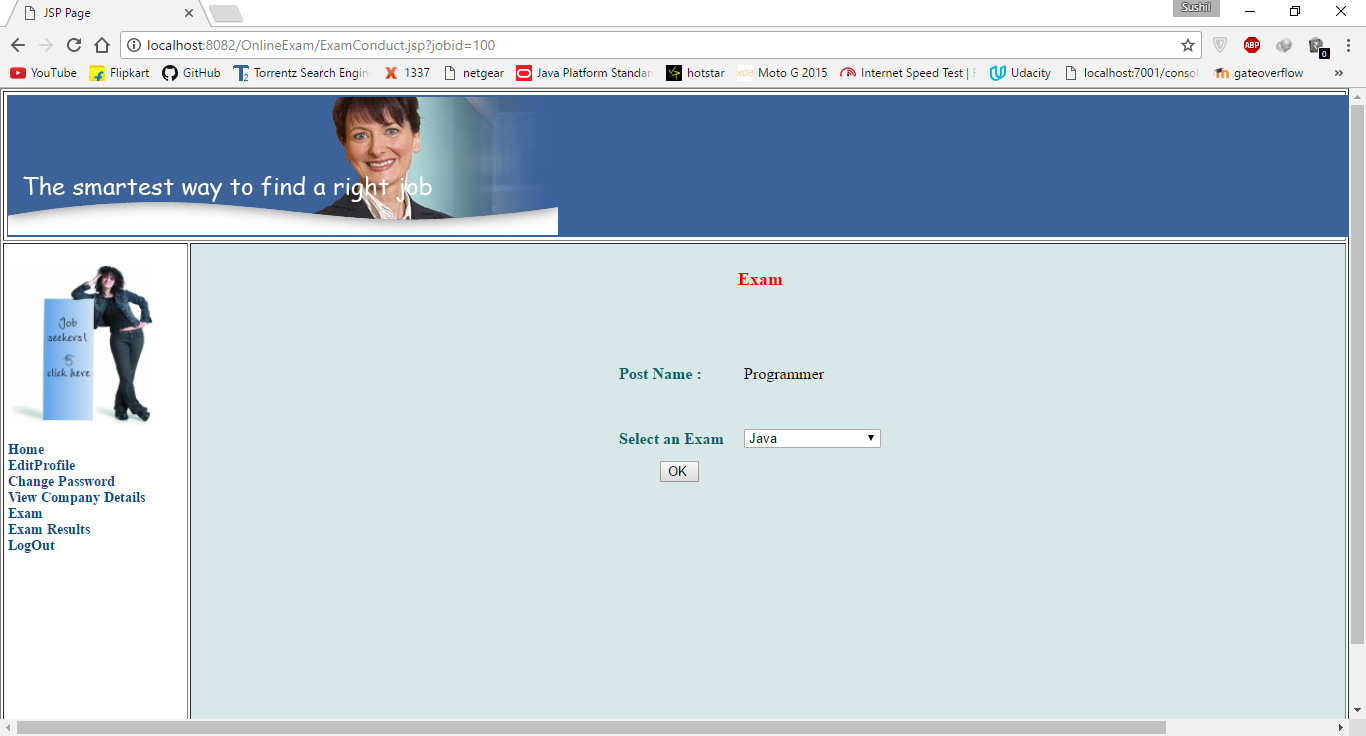 JSP Page
Sushil
localhost:8082/OnlineExam/ExamConduct.jsp?jobid=100
ABP
0
YouTube Flipkart GitHub Torrentz Search Engin 1337 netgear Java Platform Standar hotstar Moto G 2015 Internet Speed Test | Udacity localhost:7001/consol gateoverflow »
The smartest way to find a right job
Job
seekers!
click here
Home
EditProfile
Change Password
View Company Details
Exam
Exam Results
LogOut
Exam
Post Name : Programmer
Select an Exam Java
OK